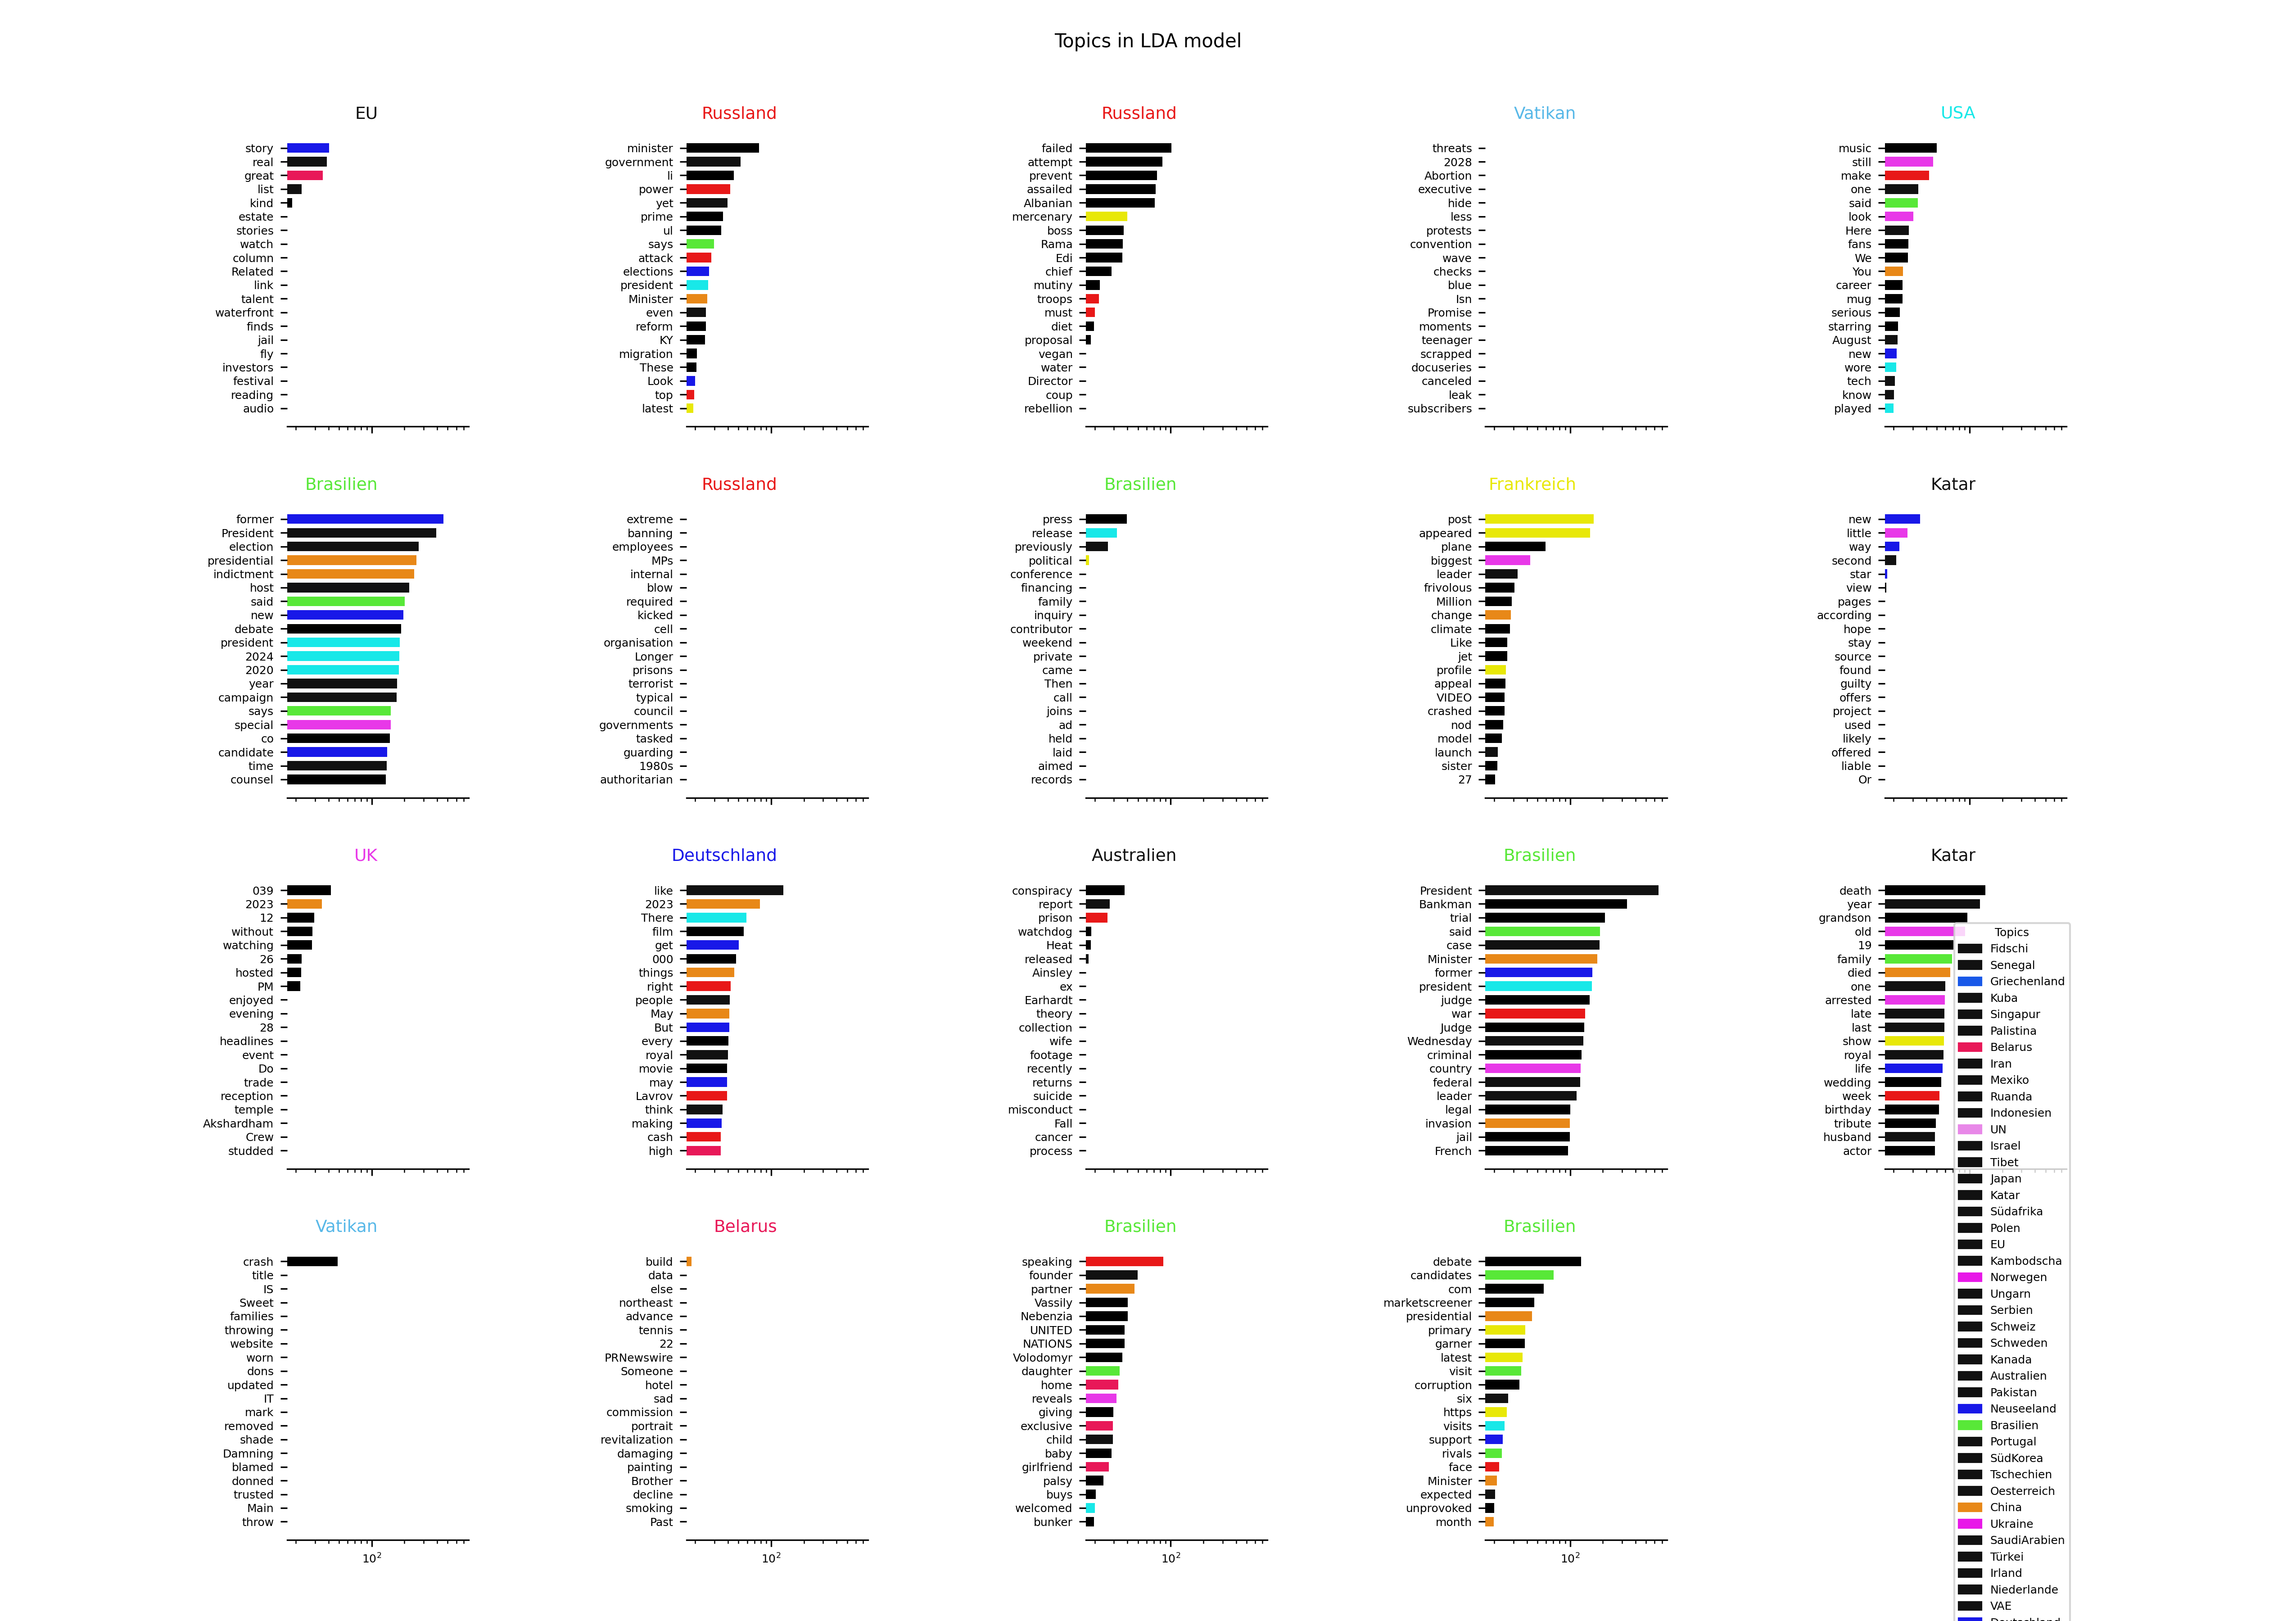 Topics in LDA model
EU
story
real
great
list
kind
estate
stories
watch
column
Related
link
talent
waterfront
finds
jail
fly
investors
festival
reading
audio
Russland
minister
government
li
power
yet
prime
ul
says
attack
elections
president
Minister
even
reform
KY
migration
These
Look
top
latest
Russland
failed
attempt
prevent
assailed
Albanian
mercenary
boss
Rama
Edi
chief
mutiny
troops
must
diet
proposal
vegan
water
Director
coup
rebellion
Vatikan
threats
2028
Abortion
executive
hide
less
protests
convention
wave
checks
blue
Isn
Promise
moments
teenager
scrapped
docuseries
canceled
leak
subscribers
USA
music
still
make
one
said
look
Here
fans
We
You
career
mug
serious
starring
August
new
wore
tech
know
played
Brasilien
former
President
election
presidential
indictment
host
said
new
debate
president
2024
2020
year
campaign
says
special
co
candidate
time
counsel
Russland
extreme
banning
employees
MPs
internal
blow
required
kicked
cell
organisation
Longer
prisons
terrorist
typical
council
governments
tasked
guarding
1980s
authoritarian
Brasilien
press
release
previously
political
conference
financing
family
inquiry
contributor
weekend
private
came
Then
call
joins
ad
held
laid
aimed
records
Frankreich
post
appeared
plane
biggest
leader
frivolous
Million
change
climate
Like
jet
profile
appeal
VIDEO
crashed
nod
model
launch
sister
27
Katar
new
little
way
second
star
view
pages
according
hope
stay
source
found
guilty
offers
project
used
likely
offered
liable
Or
UK
039
2023
12
without
watching
26
hosted
PM
enjoyed
evening
28
headlines
event
Do
trade
reception
temple
Akshardham
Crew
studded
Deutschland
like
2023
There
film
get
000
things
right
people
May
But
every
royal
movie
may
Lavrov
think
making
cash
high
Australien
conspiracy
report
prison
watchdog
Heat
released
Ainsley
ex
Earhardt
theory
collection
wife
footage
recently
returns
suicide
misconduct
Fall
cancer
process
Brasilien
President
Bankman
trial
said
case
Minister
former
president
judge
war
Judge
Wednesday
criminal
country
federal
leader
legal
invasion
jail
French
Katar
death
year
grandson
old
19
family
died
one
arrested
late
last
show
royal
life
wedding
week
birthday
tribute
husband
actor
Vatikan
crash
title
IS
Sweet
families
throwing
website
worn
dons
updated
IT
mark
removed
shade
Damning
blamed
donned
trusted
Main
throw
10²
Belarus
build
data
else
northeast
advance
tennis
22
PRNewswire
Someone
hotel
sad
commission
portrait
revitalization
damaging
painting
Brother
decline
smoking
Past
10²
Brasilien
speaking
founder
partner
Vassily
Nebenzia
UNITED
NATIONS
Volodomyr
daughter
home
reveals
giving
exclusive
child
baby
girlfriend
palsy
buys
welcomed
bunker
10²
Brasilien
debate
candidates
com
marketscreener
presidential
primary
garner
latest
visit
corruption
six
https
visits
support
rivals
face
Minister
expected
unprovoked
month
10²
Topics
Fidschi
Senegal
Griechenland
Kuba
Singapur
Palistina
Belarus
Iran
Mexiko
Ruanda
Indonesien
UN
Israel
Tibet
Japan
Katar
Südafrika
Polen
EU
Kambodscha
Norwegen
Ungarn
Serbien
Schweiz
Schweden
Kanada
Australien
Pakistan
Neuseeland
Brasilien
Portugal
SüdKorea
Tschechien
Oesterreich
China
Ukraine
SaudiArabien
Türkei
Irland
Niederlande
VAE